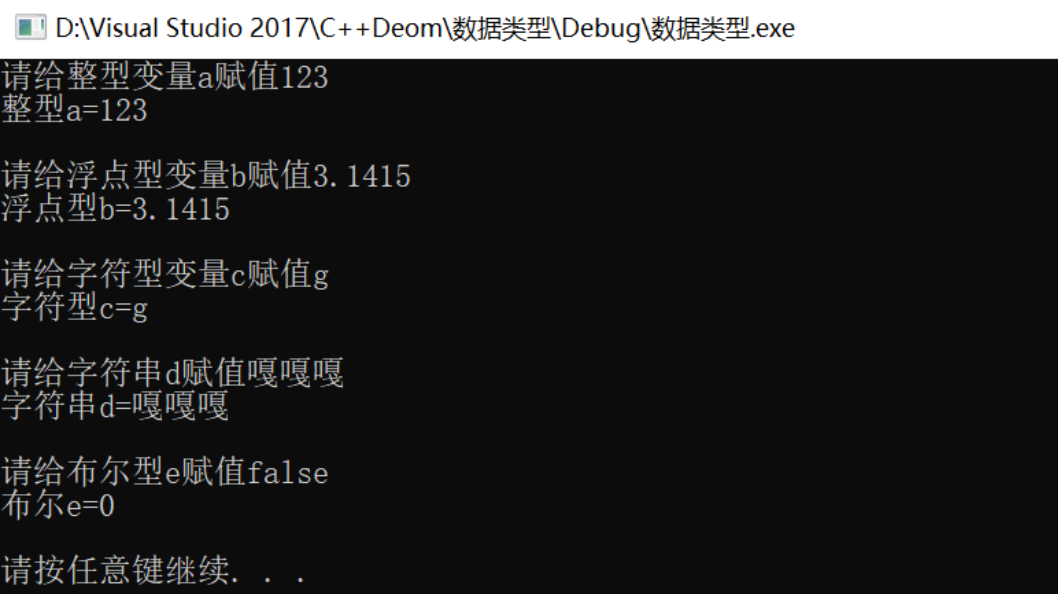 D:\Visual Studio 2017\C++Deom\数据类型\Debug\数据类型.exe
请给整型变量a赋值123
整型a=123
请给浮点型变量b赋值3.1415
浮点型b=3.1415
请给字符型变量c赋值g
字符型c=g
请给字符串d赋值嘎嘎嘎
字符串d=嘎嘎嘎
请给布尔型e赋值false
布尔e=0
请按任意键继续. . .